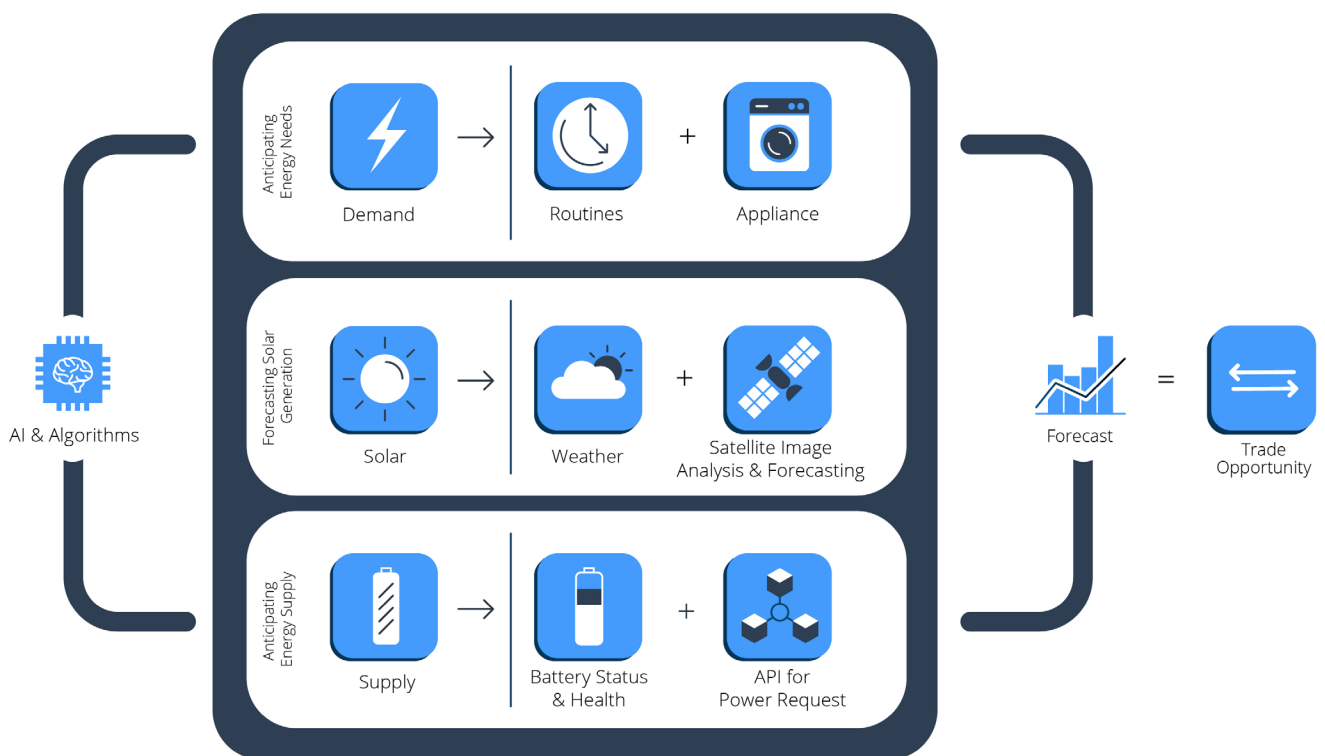 AI & Algorithms
Anticipating
Energy Needs
Demand
→
Routines
+
Appliance
Forecasting Solar
Generation
Solar
→
Weather
+
Satellite Image
Analysis & Forecasting
Anticipating
Energy Supply
Supply
→
Battery Status
& Health
+
API for
Power Request
Forecast
=
Trade
Opportunity